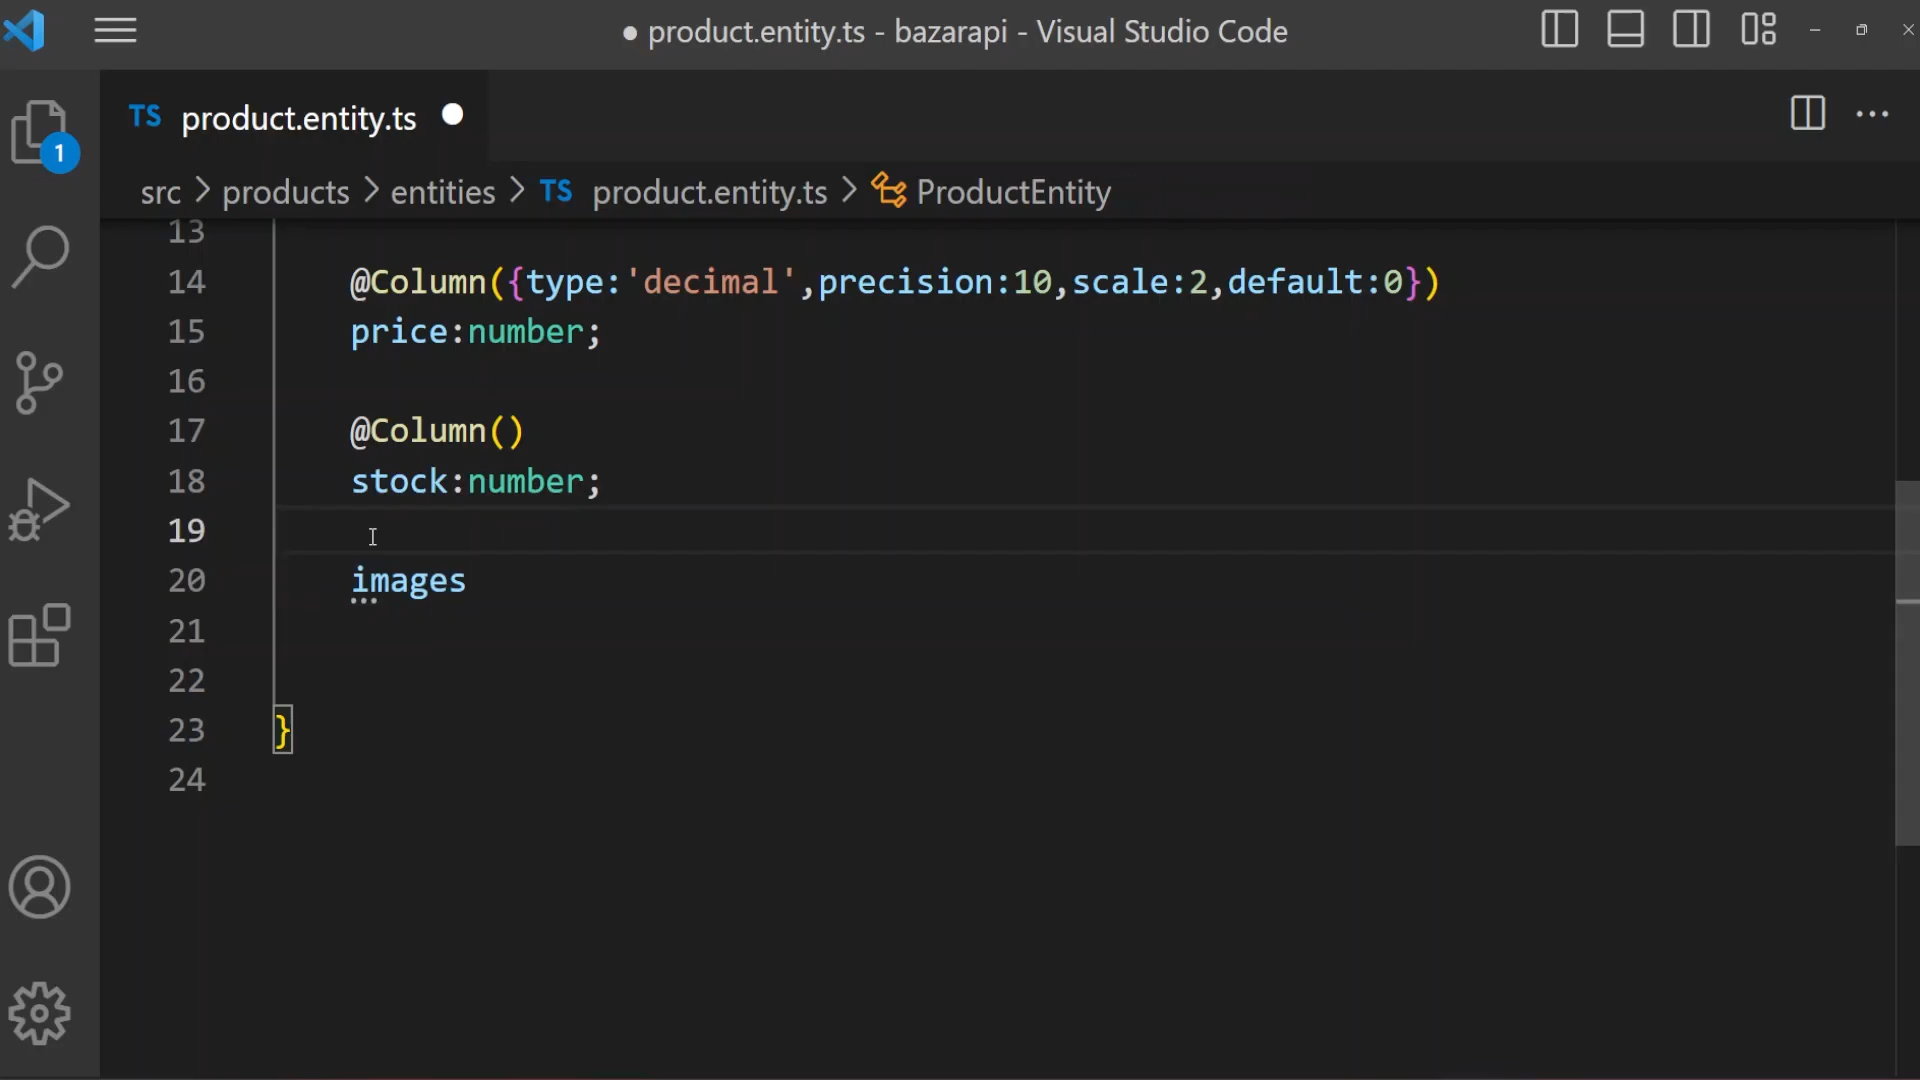 ● product.entity.ts - bazarapi - Visual Studio Code
TS product.entity.ts ●
1
src > products > entities > TS product.entity.ts > ProductEntity
13
14 @Column({type:'decimal',precision:10,scale:2,default:0})
15 price:number;
16
17 @Column()
18 stock:number;
19
20 images
21
22
23 }
24